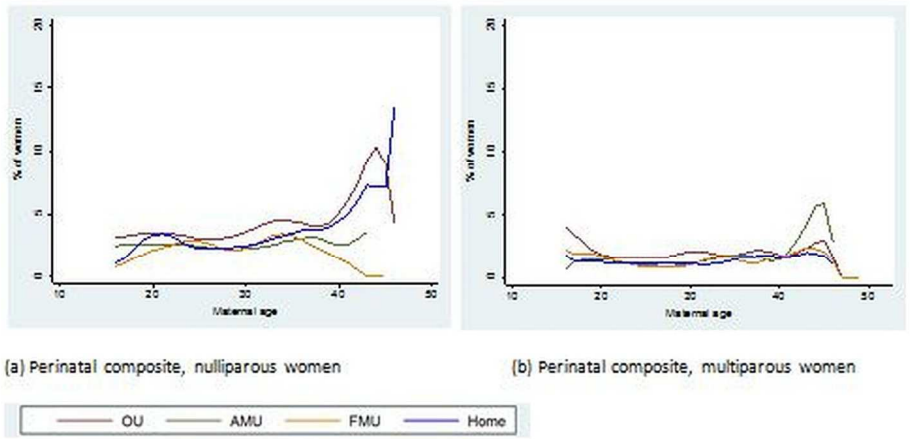 20
15
10
5
0
% of women
10 20 30 40 50
Maternal age
20
15
10
5
0
% of women
10 20 30 40 50
Maternal age
(a) Perinatal composite, nulliparous women
(b) Perinatal composite, multiparous women
OU AMU FMU Home